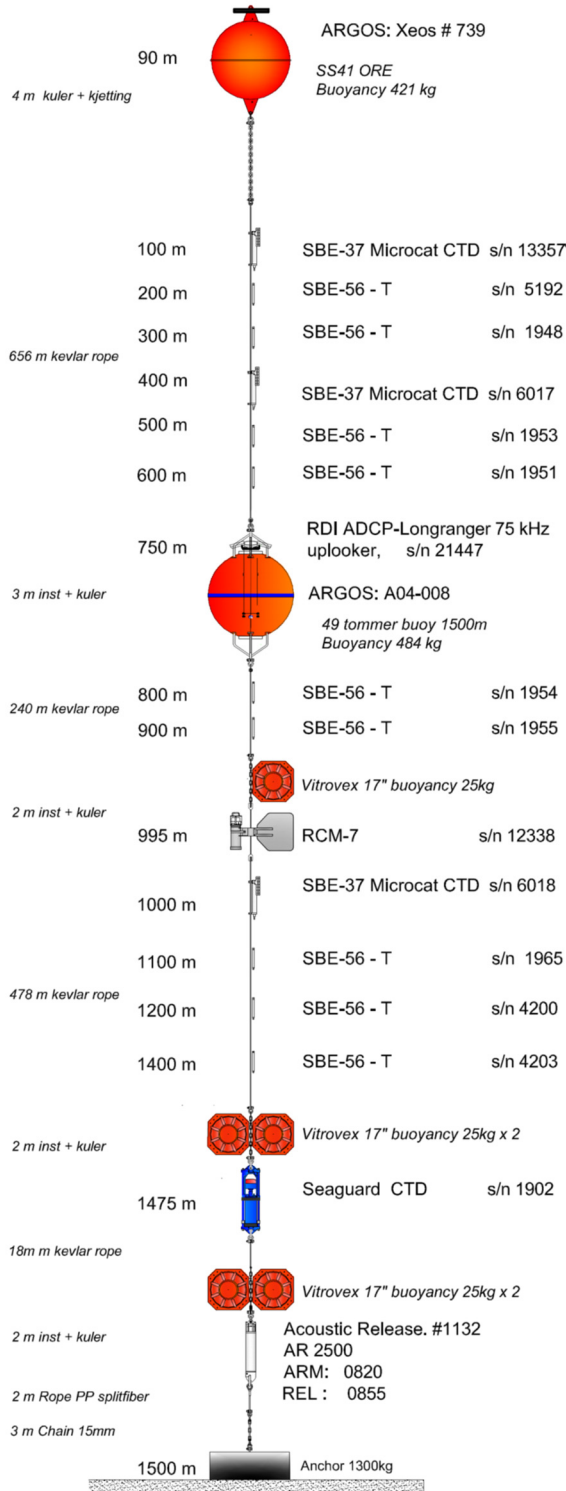 ARGOS: Xeos # 739
90 m
SS41 ORE
Buoyancy 421 kg
4 m kuler + kjetting
100 m SBE-37 Microcat CTD s/n 13357
200 m SBE-56 - T s/n 5192
300 m SBE-56 - T s/n 1948
656 m kevlar rope
400 m SBE-37 Microcat CTD s/n 6017
500 m SBE-56 - T s/n 1953
600 m SBE-56 - T s/n 1951
RDI ADCP-Longranger 75 kHz
750 m uplooker, s/n 21447
3 m inst + kuler ARGOS: A04-008
49 tommer buoy 1500m
Buoyancy 484 kg
800 m SBE-56 - T s/n 1954
240 m kevlar rope
900 m SBE-56 - T s/n 1955
Vitrovex 17" buoyancy 25kg
2 m inst + kuler
995 m RCM-7 s/n 12338
SBE-37 Microcat CTD s/n 6018
1000 m
1100 m SBE-56 - T s/n 1965
478 m kevlar rope
1200 m SBE-56 - T s/n 4200
1400 m SBE-56 - T s/n 4203
Vitrovex 17" buoyancy 25kg x 2
2 m inst + kuler
Seaguard CTD s/n 1902
1475 m
18m m kevlar rope
Vitrovex 17" buoyancy 25kg x 2
Acoustic Release. #1132
2 m inst + kuler
AR 2500
ARM: 0820
REL : 0855
2 m Rope PP splitfiber
3 m Chain 15mm
1500 m Anchor 1300kg